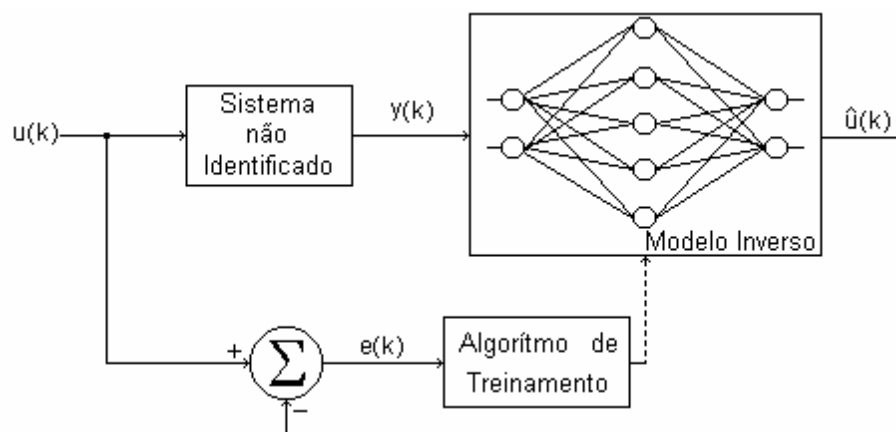 Sistema
não
Identificado
u(k)
y(k)
û(k)
Modelo Inverso
+
Σ
−
e(k)
Algorítmo de
Treinamento